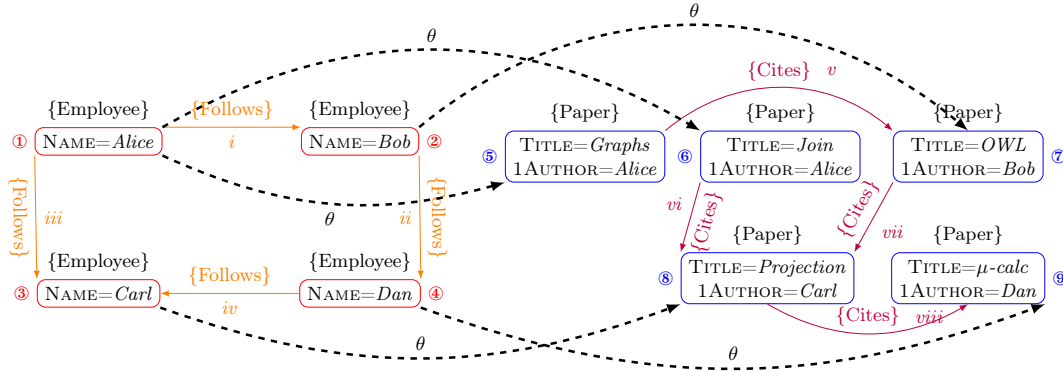 θ
θ
{Cites} v
{Employee}
{Follows}
{Employee}
{Paper}
{Paper}
{Paper}
① NAME=Alice
i
NAME=Bob ②
⑤ TITLE=Graphs
1AUTHOR=Alice
⑥ TITLE=Join
1AUTHOR=Alice
TITLE=OWL
1AUTHOR=Bob ⑦
{Follows}
iii
ii
{Follows}
θ
vi
{Cites}
{Cites}
vii
{Employee}
{Follows}
{Employee}
{Paper}
{Paper}
③ NAME=Carl
iv
NAME=Dan ④
⑧ TITLE=Projection
1AUTHOR=Carl
TITLE=μ-calc
1AUTHOR=Dan ⑨
{Cites} viii
θ
θ